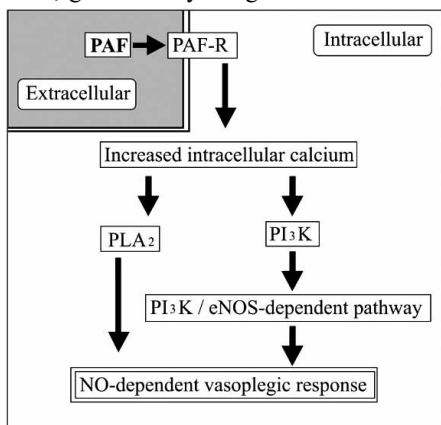 PAF
PAF-R
Intracellular
Extracellular
Increased intracellular calcium
PLA2
PI3K
PI3K / eNOS-dependent pathway
NO-dependent vasoplegic response